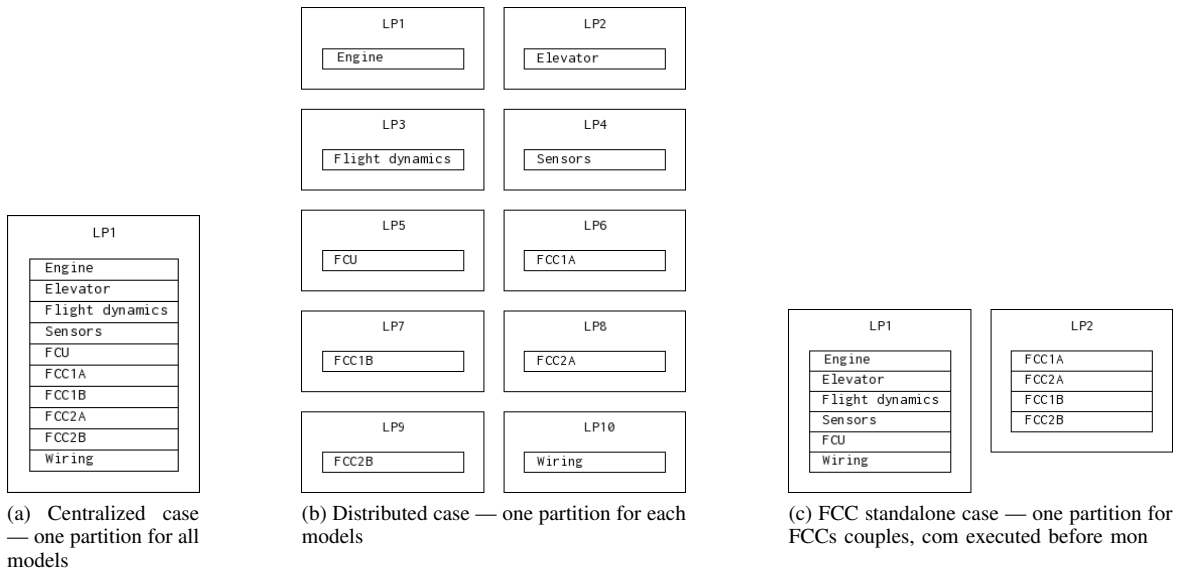 LP1
Engine
Elevator
Flight dynamics
Sensors
FCU
FCC1A
FCC1B
FCC2A
FCC2B
Wiring
(a) Centralized case
— one partition for all
models
LP1
Engine
LP2
Elevator
LP3
Flight dynamics
LP4
Sensors
LP5
FCU
LP6
FCC1A
LP7
FCC1B
LP8
FCC2A
LP9
FCC2B
LP10
Wiring
(b) Distributed case — one partition for each
models
LP1
Engine
Elevator
Flight dynamics
Sensors
FCU
Wiring
LP2
FCC1A
FCC2A
FCC1B
FCC2B
(c) FCC standalone case — one partition for
FCCs couples, com executed before mon